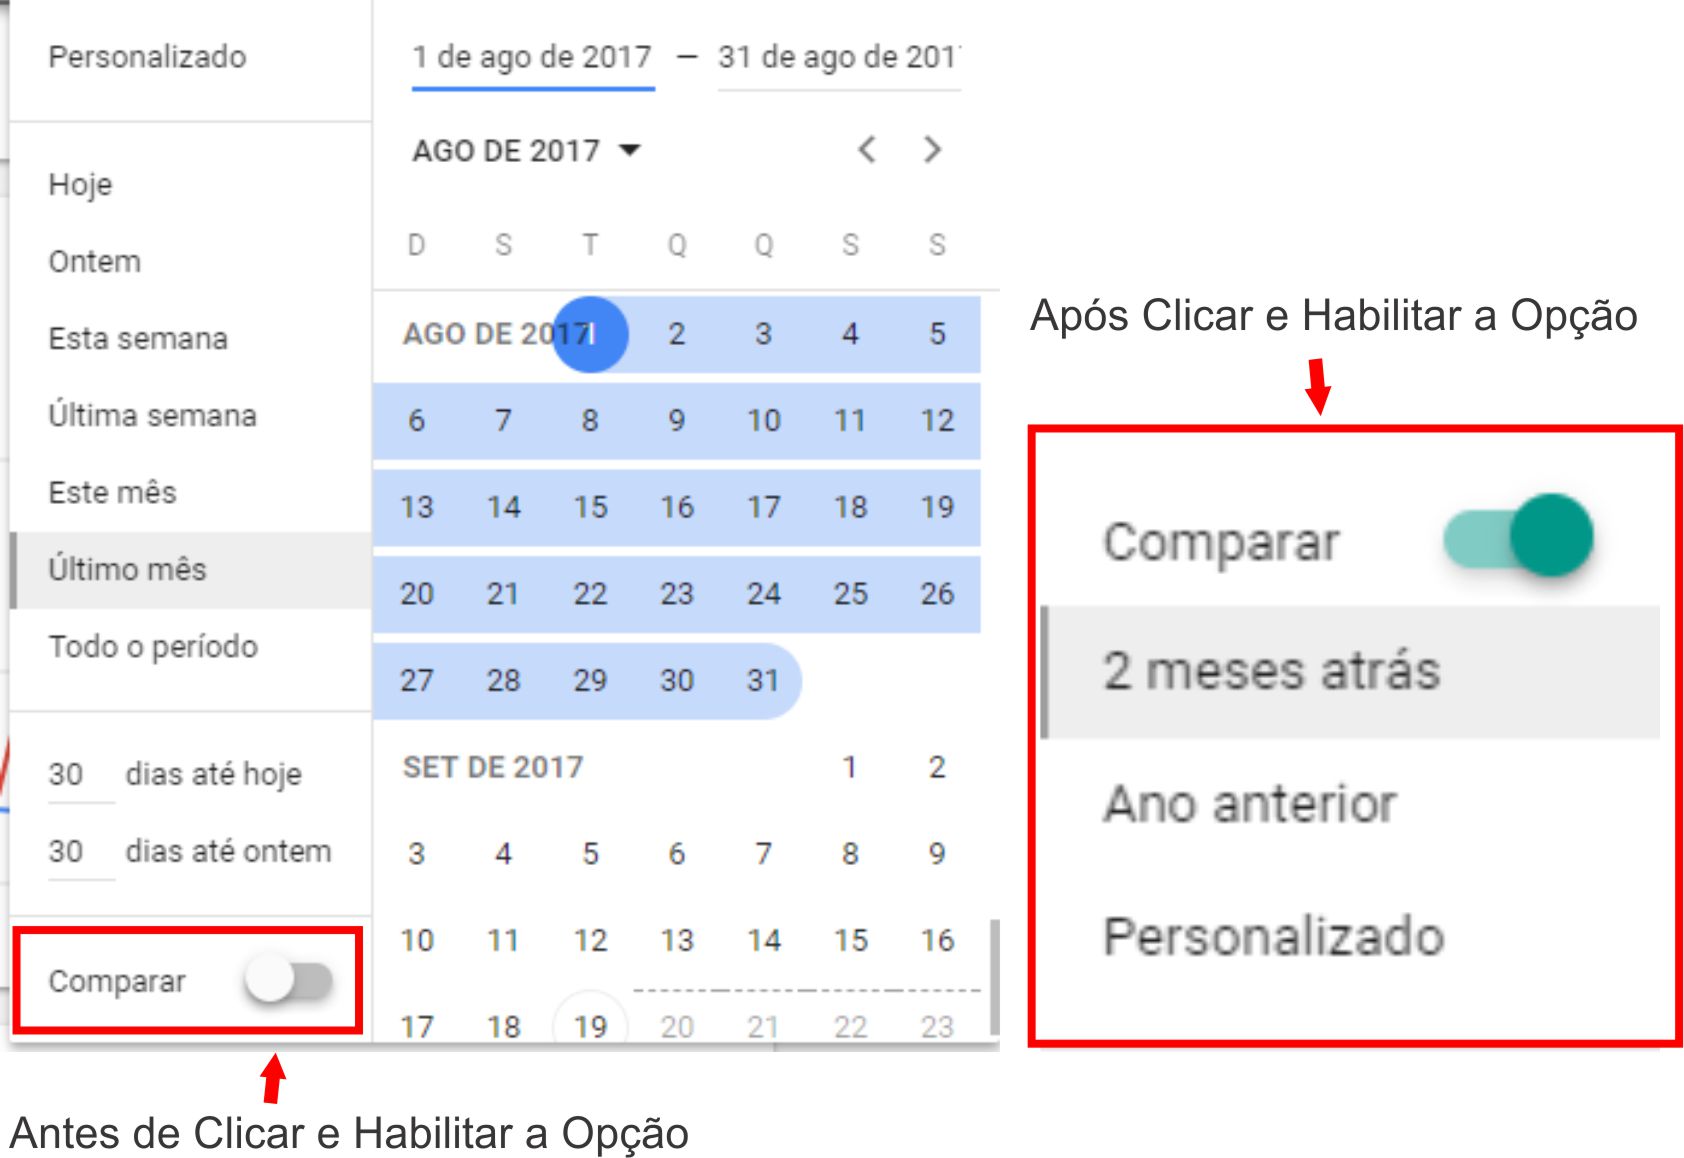 Personalizado
Hoje
Ontem
Esta semana
Última semana
Este mês
Último mês
Todo o período
30 dias até hoje
30 dias até ontem
Comparar
Antes de Clicar e Habilitar a Opção
1 de ago de 2017 – 31 de ago de 201
AGO DE 2017
D S T Q Q S S
AGO DE 2017 1 2 3 4 5
6 7 8 9 10 11 12
13 14 15 16 17 18 19
20 21 22 23 24 25 26
27 28 29 30 31
SET DE 2017 1 2
3 4 5 6 7 8 9
10 11 12 13 14 15 16
17 18 19 20 21 22 23
Após Clicar e Habilitar a Opção
Comparar
2 meses atrás
Ano anterior
Personalizado